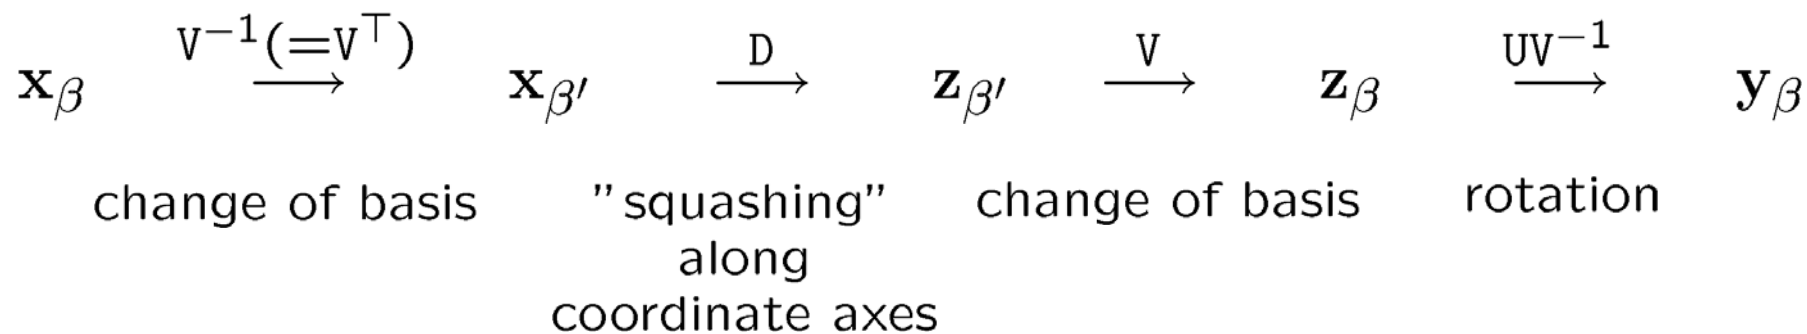 V⁻¹(=V⊤) D V UV⁻¹
x_β ⟶ x_β′ ⟶ z_β′ ⟶ z_β ⟶ y_β
change of basis "squashing" change of basis rotation
along
coordinate axes